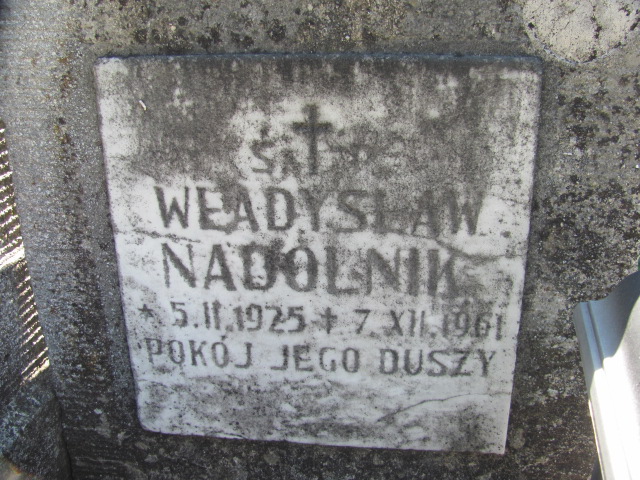 Ś P
WŁADYSŁAW
NADOLNIK
* 5.II.1925 + 7.XII.1961
POKÓJ JEGO DUSZY